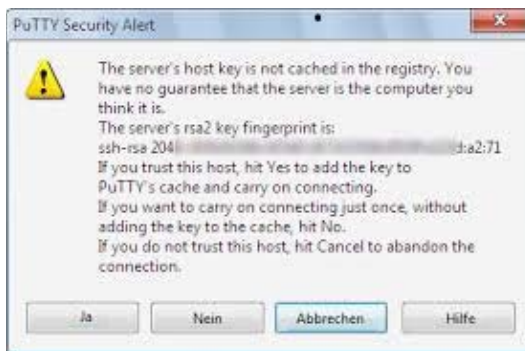 PuTTY Security Alert
The server's host key is not cached in the registry. You
have no guarantee that the server is the computer you
think it is.
The server's rsa2 key fingerprint is:
ssh-rsa 204 d:a2:71
If you trust this host, hit Yes to add the key to
PuTTY's cache and carry on connecting.
If you want to carry on connecting just once, without
adding the key to the cache, hit No.
If you do not trust this host, hit Cancel to abandon the
connection.
Ja Nein Abbrechen Hilfe